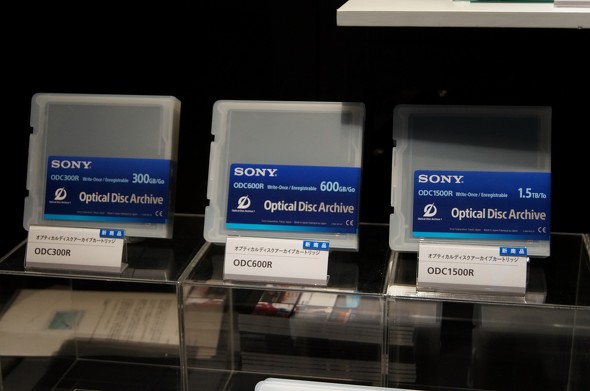 SONY
ODC300R Write-Once / Enregistrable 300GB/Go
Optical Disc Archive
新商品
オプティカルディスクアーカイブカートリッジ
ODC300R
SONY
ODC600R Write-Once / Enregistrable 600GB/Go
Optical Disc Archive
新商品
オプティカルディスクアーカイブカートリッジ
ODC600R
SONY
ODC1500R Write-Once / Enregistrable 1.5TB/To
Optical Disc Archive
新商品
オプティカルディスクアーカイブカートリッジ
ODC1500R